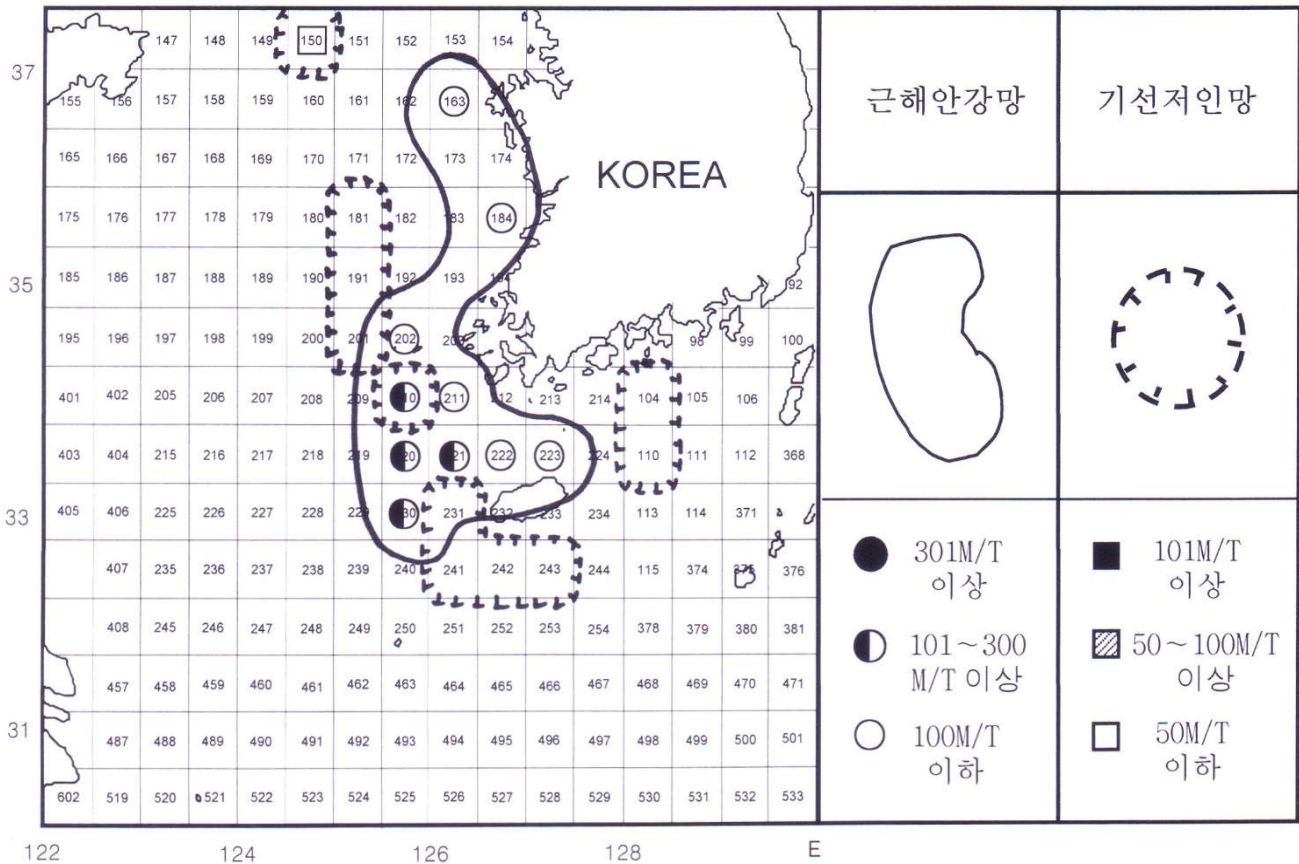 147 148 149 150 151 152 153 154
37
155 156 157 158 159 160 161 162 163
165 166 167 168 169 170 171 172 173 174
KOREA
175 176 177 178 179 180 181 182 183 184
35
185 186 187 188 189 190 191 192 193 194 92
195 196 197 198 199 200 201 202 98 99 100
401 402 205 206 207 208 209 210 211 212 213 214 104 105 106
403 404 215 216 217 218 219 220 221 222 223 224 110 111 112 368
33
405 406 225 226 227 228 229 230 231 232 233 234 113 114 371
407 235 236 237 238 239 240 241 242 243 244 115 374 375 376
408 245 246 247 248 249 250 251 252 253 254 378 379 380 381
457 458 459 460 461 462 463 464 465 466 467 468 469 470 471
31
487 488 489 490 491 492 493 494 495 496 497 498 499 500 501
602 519 520 521 522 523 524 525 526 527 528 529 530 531 532 533
122 124 126 128 E
근해안강망
기선저인망
301M/T
이상
101M/T
이상
101~300
M/T 이상
50~100M/T
이상
100M/T
이하
50M/T
이하